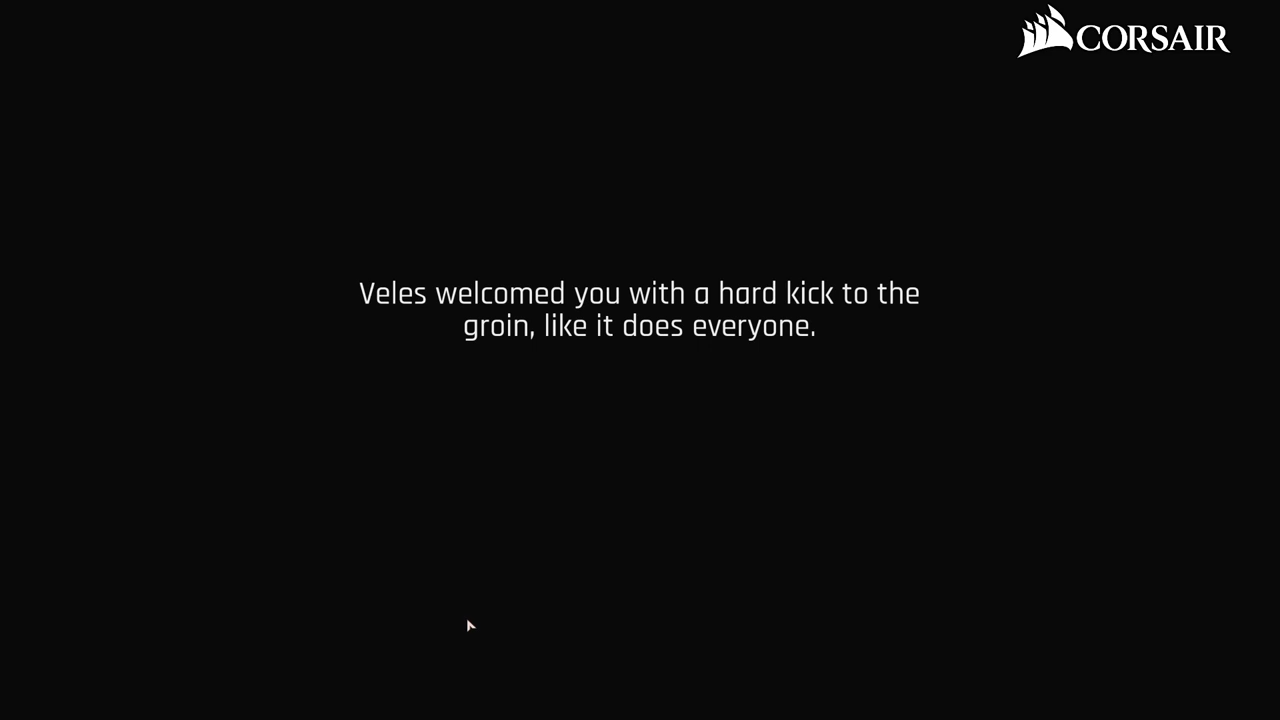 CORSAIR
Veles welcomed you with a hard kick to the
groin, like it does everyone.